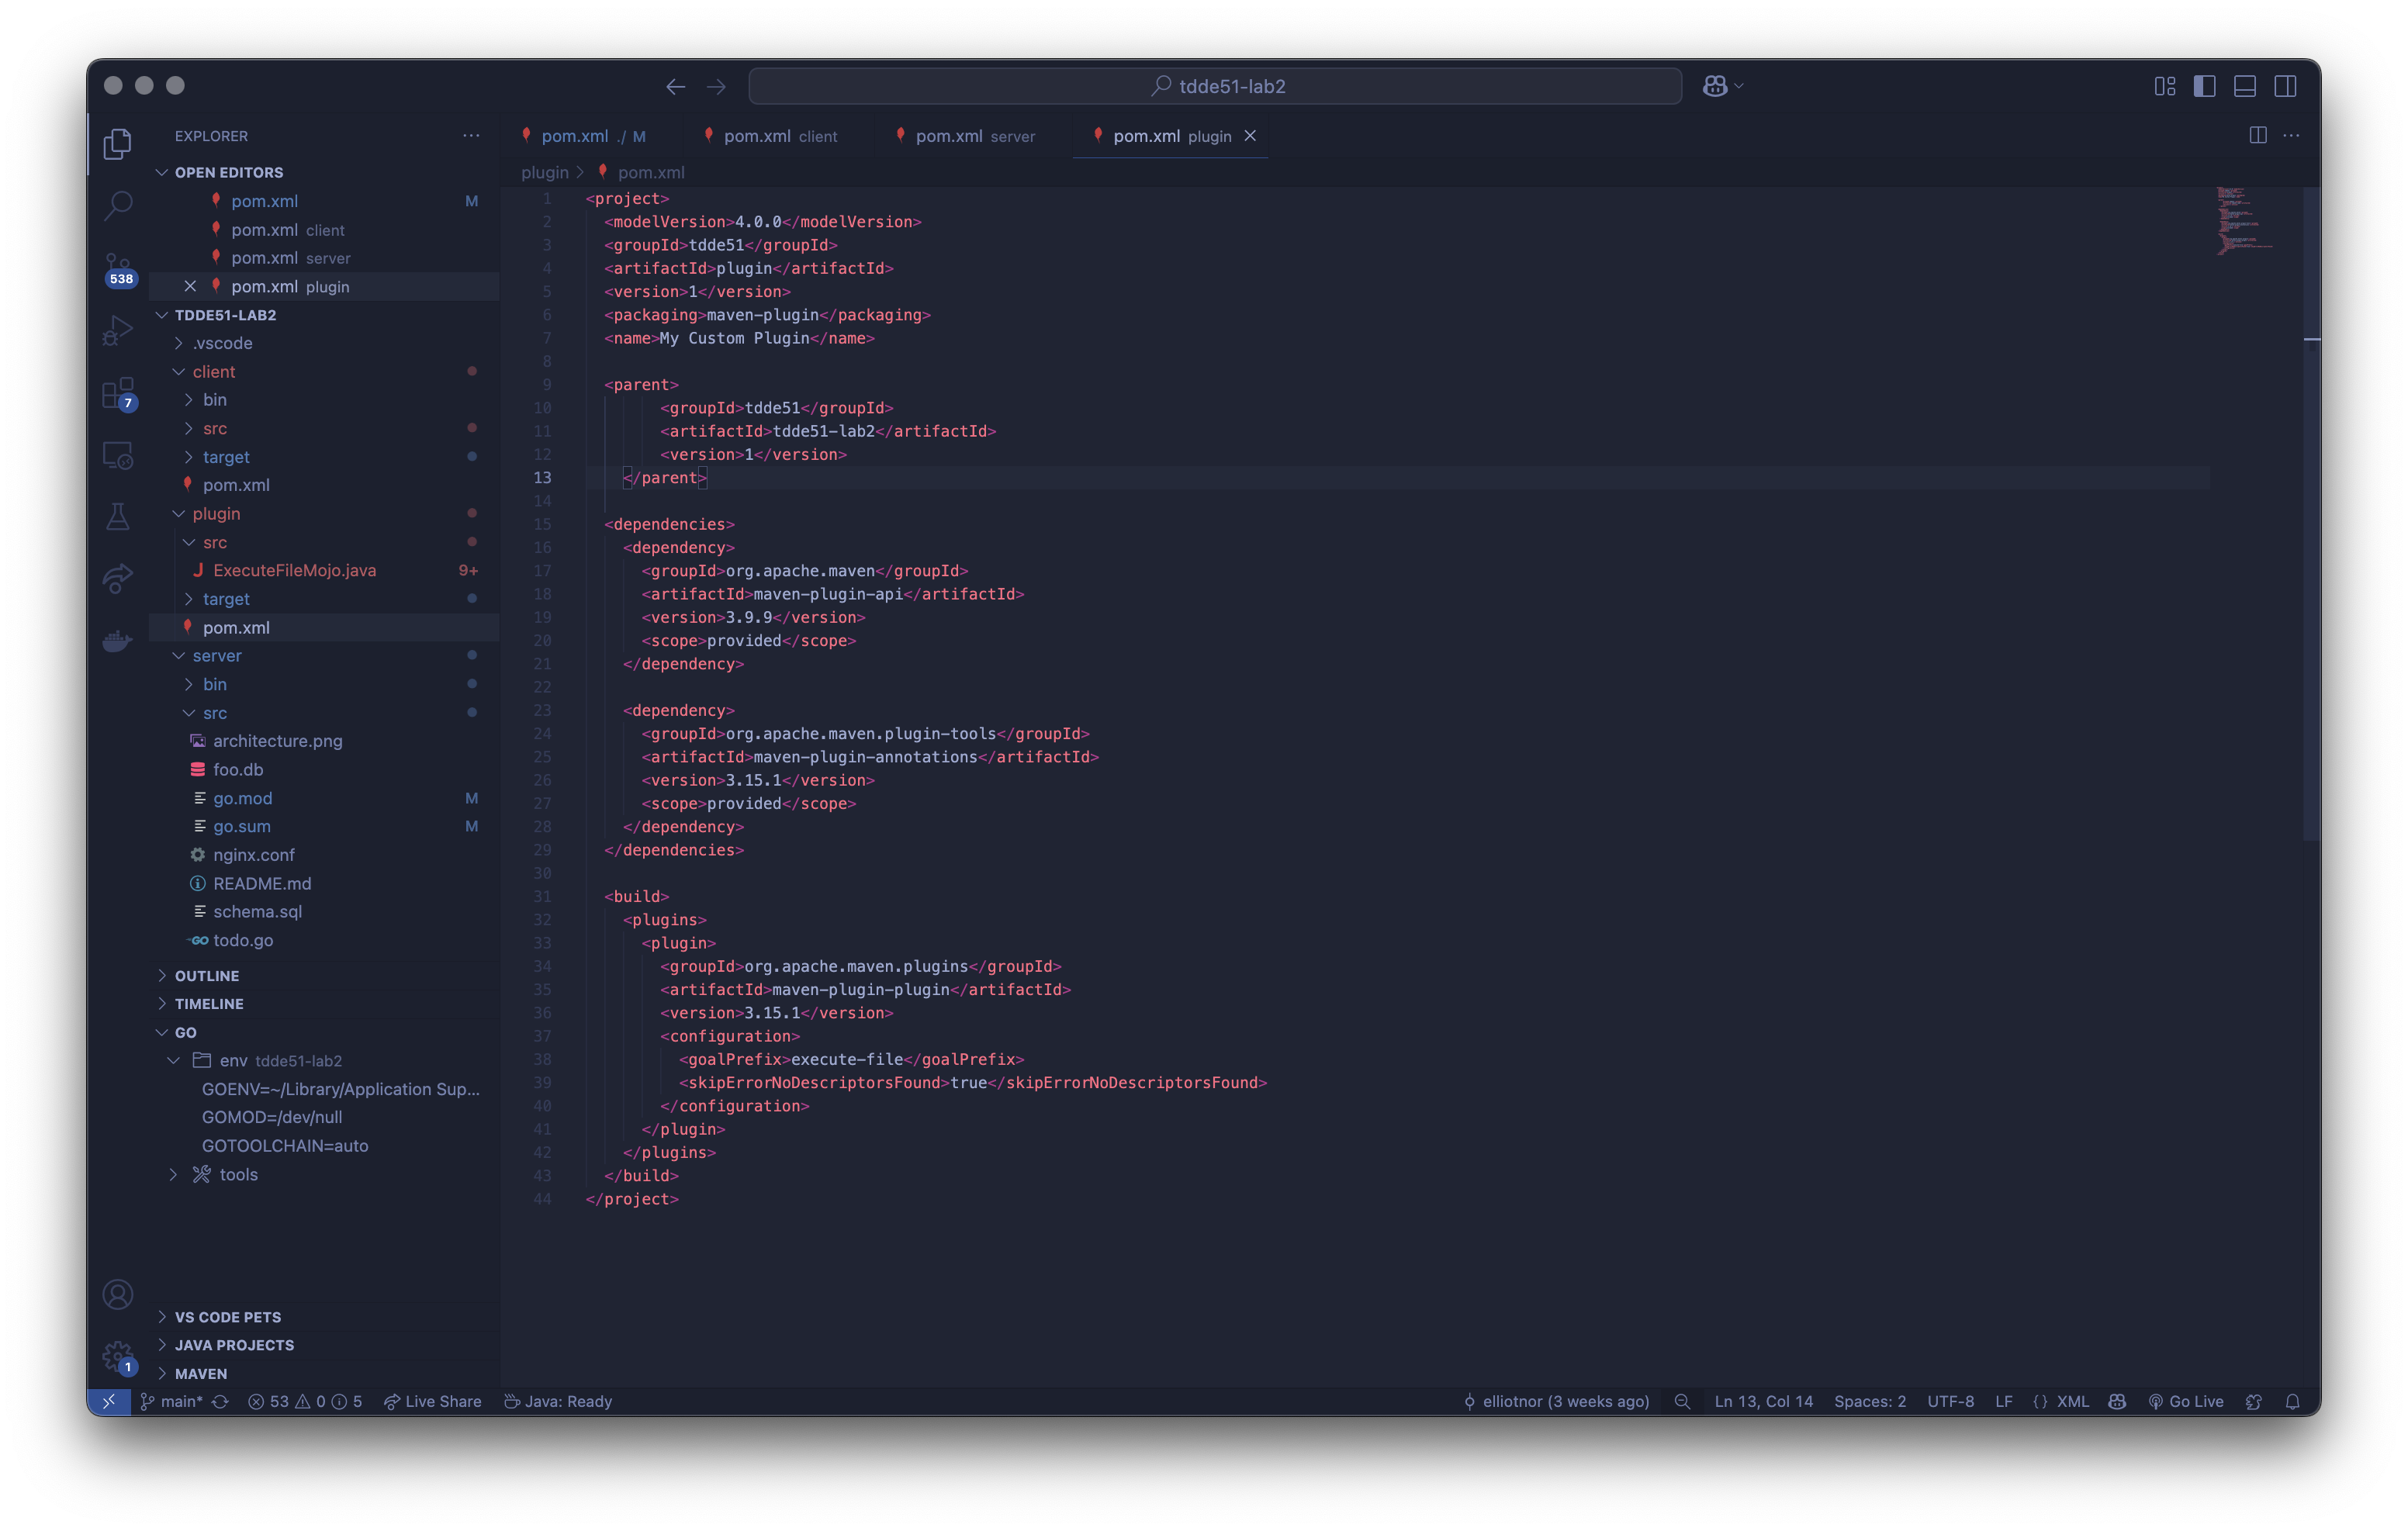 tdde51-lab2
EXPLORER
OPEN EDITORS
pom.xml M
pom.xml client
pom.xml server
pom.xml plugin
TDDE51-LAB2
.vscode
client
bin
src
target
pom.xml
plugin
src
ExecuteFileMojo.java 9+
target
pom.xml
server
bin
src
architecture.png
foo.db
go.mod M
go.sum M
nginx.conf
README.md
schema.sql
todo.go
OUTLINE
TIMELINE
GO
env tdde51-lab2
GOENV=~/Library/Application Sup...
GOMOD=/dev/null
GOTOOLCHAIN=auto
tools
VS CODE PETS
JAVA PROJECTS
MAVEN
538
7
1
pom.xml ./ M
pom.xml client
pom.xml server
pom.xml plugin
plugin > pom.xml
1 <project>
2 <modelVersion>4.0.0</modelVersion>
3 <groupId>tdde51</groupId>
4 <artifactId>plugin</artifactId>
5 <version>1</version>
6 <packaging>maven-plugin</packaging>
7 <name>My Custom Plugin</name>
8
9 <parent>
10 <groupId>tdde51</groupId>
11 <artifactId>tdde51-lab2</artifactId>
12 <version>1</version>
13 </parent>
14
15 <dependencies>
16 <dependency>
17 <groupId>org.apache.maven</groupId>
18 <artifactId>maven-plugin-api</artifactId>
19 <version>3.9.9</version>
20 <scope>provided</scope>
21 </dependency>
22
23 <dependency>
24 <groupId>org.apache.maven.plugin-tools</groupId>
25 <artifactId>maven-plugin-annotations</artifactId>
26 <version>3.15.1</version>
27 <scope>provided</scope>
28 </dependency>
29 </dependencies>
30
31 <build>
32 <plugins>
33 <plugin>
34 <groupId>org.apache.maven.plugins</groupId>
35 <artifactId>maven-plugin-plugin</artifactId>
36 <version>3.15.1</version>
37 <configuration>
38 <goalPrefix>execute-file</goalPrefix>
39 <skipErrorNoDescriptorsFound>true</skipErrorNoDescriptorsFound>
40 </configuration>
41 </plugin>
42 </plugins>
43 </build>
44 </project>
main* 53 0 5 Live Share Java: Ready elliotnor (3 weeks ago) Ln 13, Col 14 Spaces: 2 UTF-8 LF {} XML Go Live